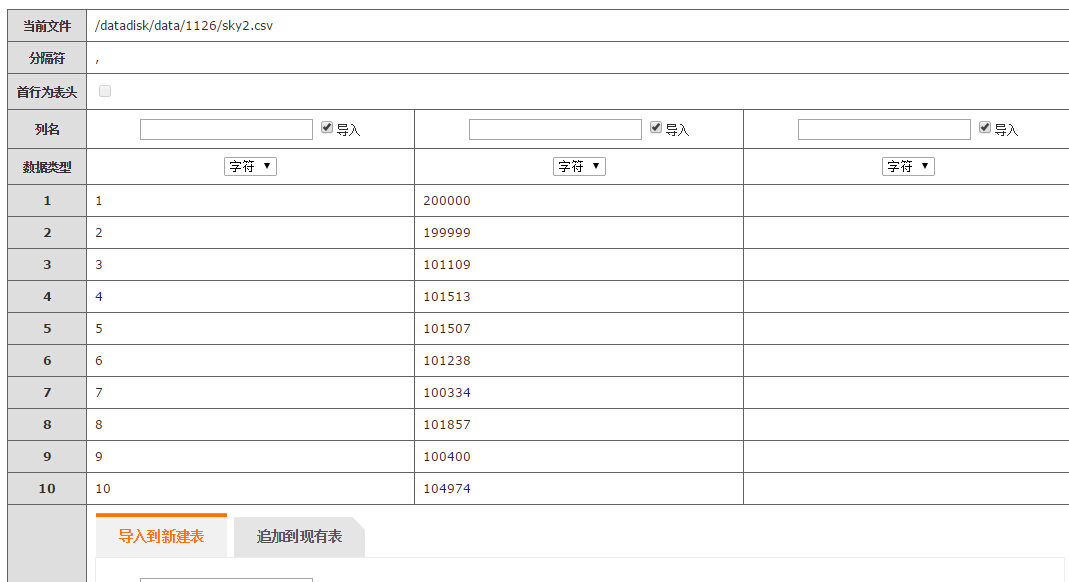 当前文件 /datadisk/data/1126/sky2.csv
分隔符 ,
首行为表头
列名 导入 导入 导入
数据类型 字符 字符 字符
1 1 200000
2 2 199999
3 3 101109
4 4 101513
5 5 101507
6 6 101238
7 7 100334
8 8 101857
9 9 100400
10 10 104974
导入到新建表 追加到现有表